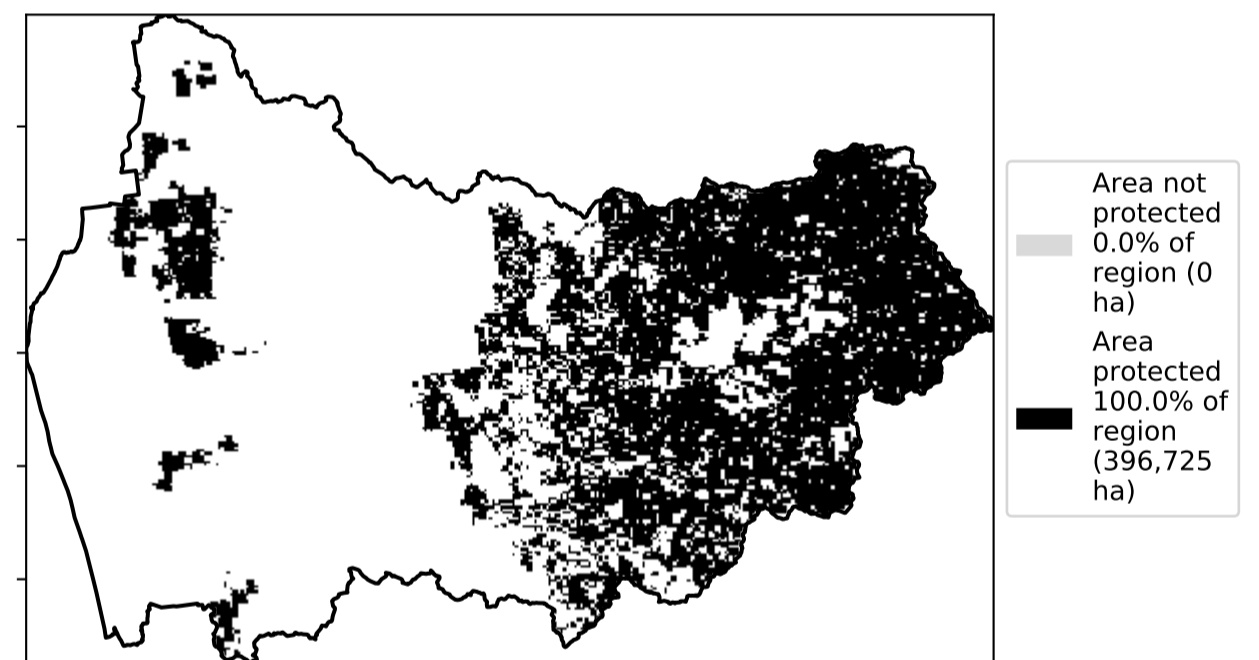 Area not
protected
0.0% of
region (0
ha)
Area
protected
100.0% of
region
(396,725
ha)